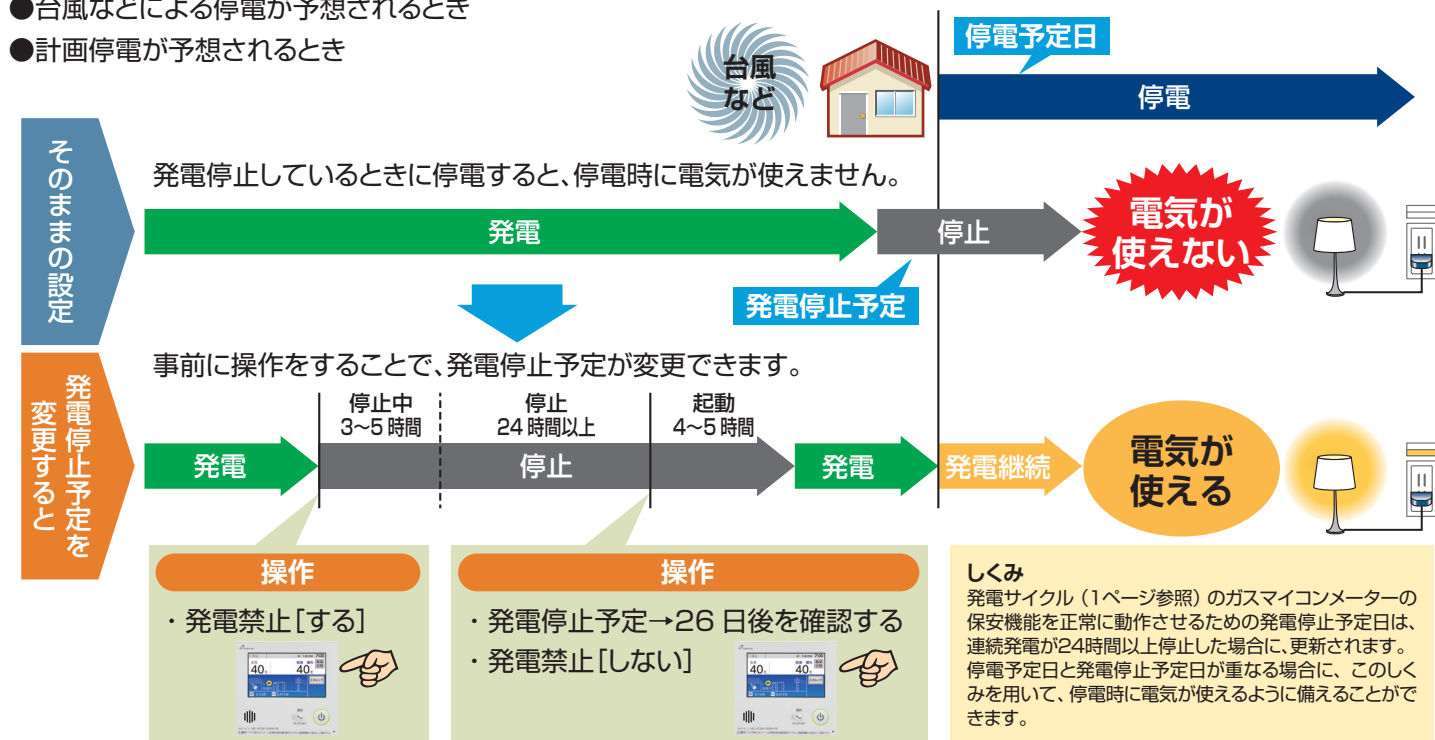 ●台風などによる停電が予想されるとき
●計画停電が予想されるとき
台風
など
停電予定日
停電
そのままの設定
発電停止しているときに停電すると、停電時に電気が使えません。
発電
停止
電気が
使えない
発電停止予定
発電停止予定を
変更すると
事前に操作をすることで、発電停止予定が変更できます。
停止中
3〜5 時間
停止
24 時間以上
起動
4〜5 時間
発電
停止
発電
発電継続
電気が
使える
操作
・発電禁止[する]
操作
・発電停止予定→26 日後を確認する
・発電禁止[しない]
7:00
40
40
7:00
40
40
しくみ
発電サイクル（1ページ参照）のガスマイコンメーターの
保安機能を正常に動作させるための発電停止予定日は、
連続発電が24時間以上停止した場合に、更新されます。
停電予定日と発電停止予定日が重なる場合に、このしく
みを用いて、停電時に電気が使えるように備えることがで
きます。